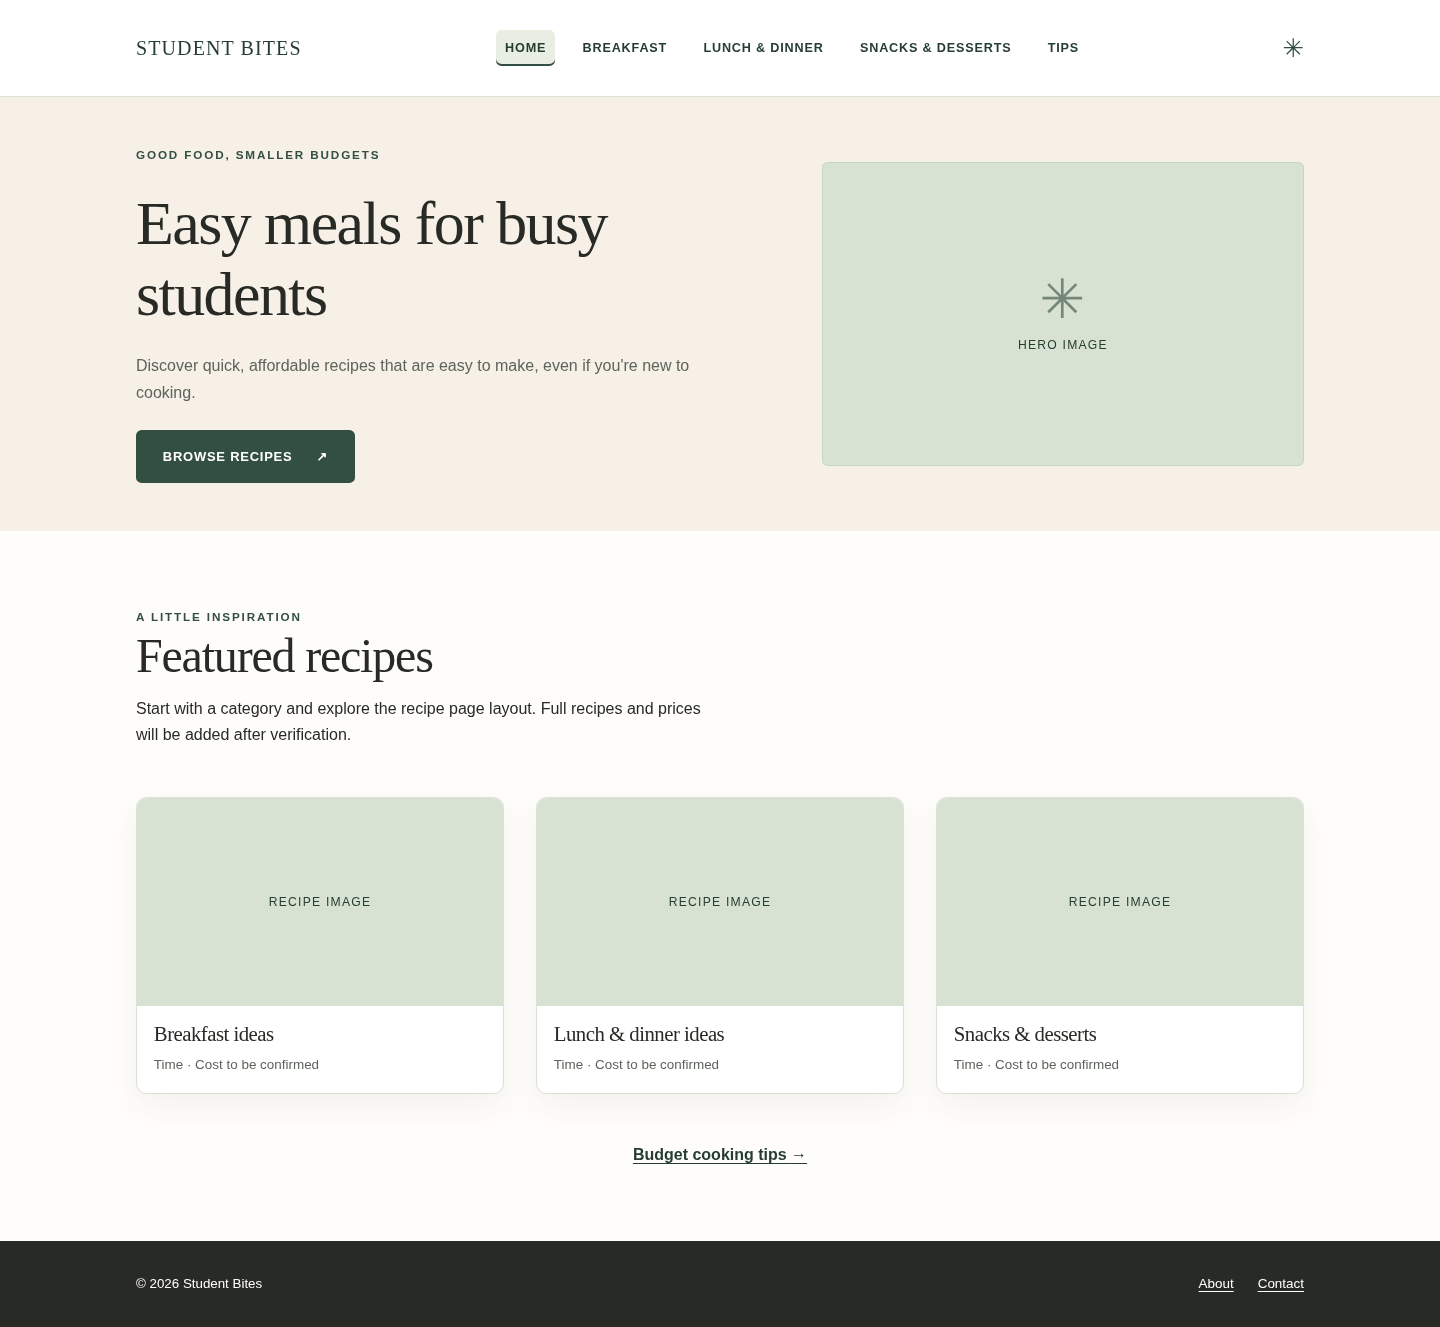 STUDENT BITES
HOME
BREAKFAST
LUNCH & DINNER
SNACKS & DESSERTS
TIPS
GOOD FOOD, SMALLER BUDGETS
Easy meals for busy
students
Discover quick, affordable recipes that are easy to make, even if you're new to
cooking.
BROWSE RECIPES ↗
HERO IMAGE
A LITTLE INSPIRATION
Featured recipes
Start with a category and explore the recipe page layout. Full recipes and prices
will be added after verification.
RECIPE IMAGE
Breakfast ideas
Time · Cost to be confirmed
RECIPE IMAGE
Lunch & dinner ideas
Time · Cost to be confirmed
RECIPE IMAGE
Snacks & desserts
Time · Cost to be confirmed
Budget cooking tips →
© 2026 Student Bites
About
Contact